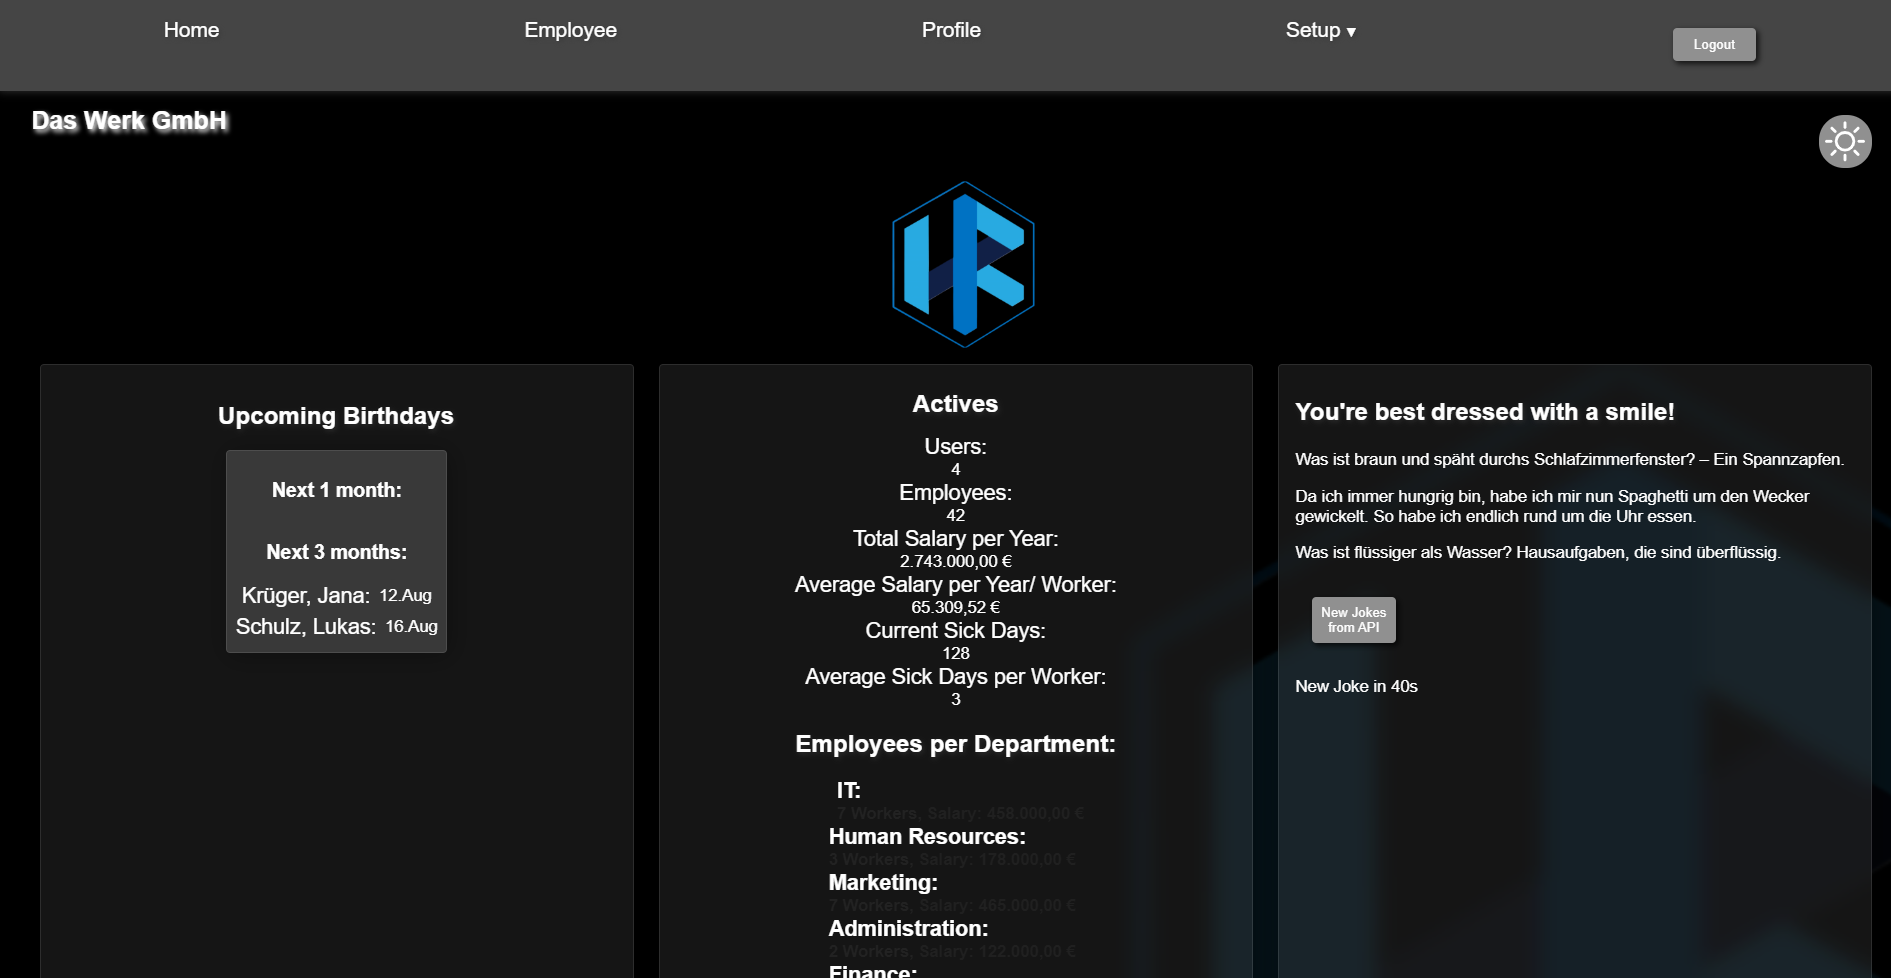 Home
Employee
Profile
Setup ▼
Logout
Das Werk GmbH
Upcoming Birthdays
Next 1 month:
Next 3 months:
Krüger, Jana: 12.Aug
Schulz, Lukas: 16.Aug
Actives
Users:
4
Employees:
42
Total Salary per Year:
2.743.000,00 €
Average Salary per Year/ Worker:
65.309,52 €
Current Sick Days:
128
Average Sick Days per Worker:
3
Employees per Department:
IT:
7 Workers, Salary: 458.000,00 €
Human Resources:
3 Workers, Salary: 178.000,00 €
Marketing:
7 Workers, Salary: 465.000,00 €
Administration:
2 Workers, Salary: 122.000,00 €
Finance:
You're best dressed with a smile!
Was ist braun und späht durchs Schlafzimmerfenster? – Ein Spannzapfen.
Da ich immer hungrig bin, habe ich mir nun Spaghetti um den Wecker
gewickelt. So habe ich endlich rund um die Uhr essen.
Was ist flüssiger als Wasser? Hausaufgaben, die sind überflüssig.
New Jokes
from API
New Joke in 40s